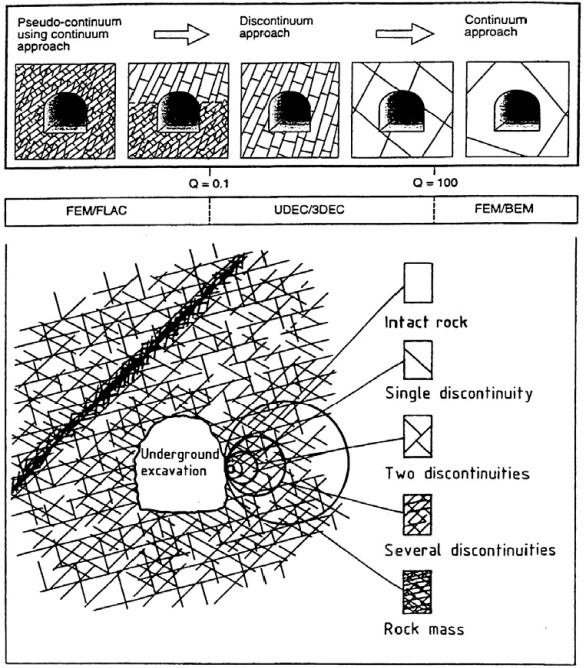 Pseudo-continuum
using continuum
approach
Discontinuum
approach
Continuum
approach
Q = 0.1
Q = 100
FEM/FLAC
UDEC/3DEC
FEM/BEM
Intact rock
Single discontinuity
Underground
excavation
Two discontinuities
Several discontinuities
Rock mass